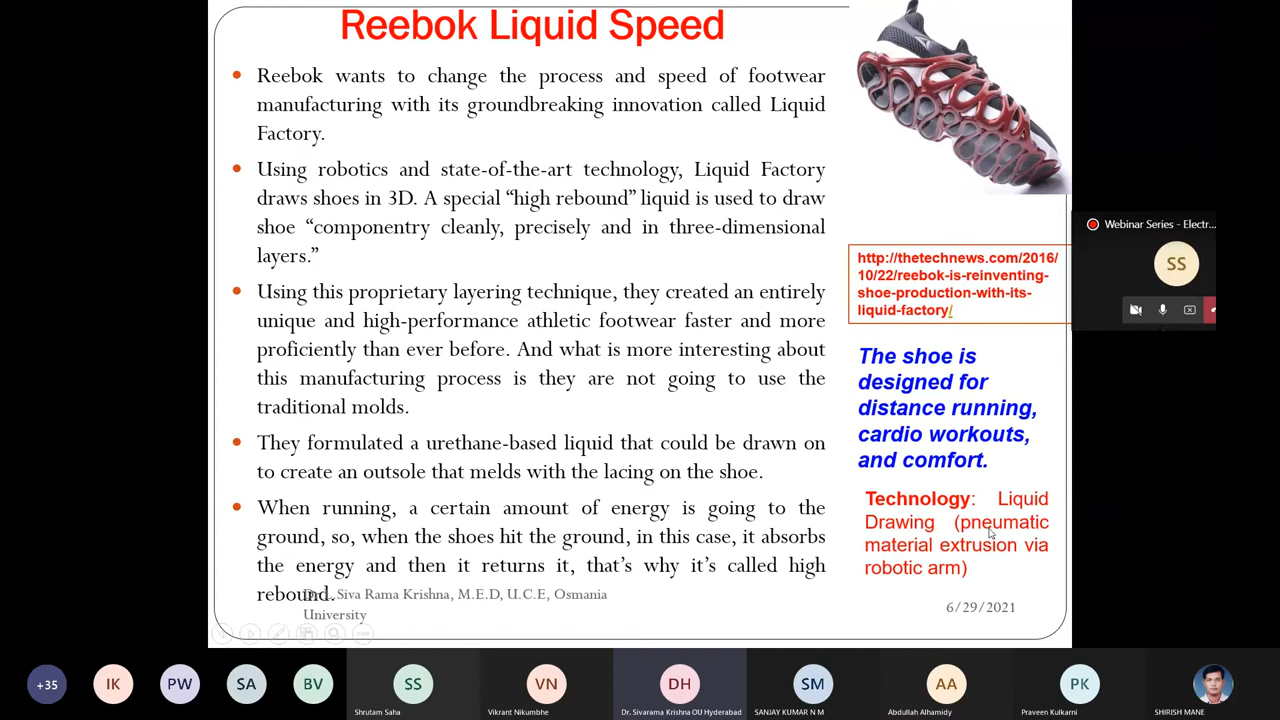 Reebok Liquid Speed
Reebok wants to change the process and speed of footwear
manufacturing with its groundbreaking innovation called Liquid
Factory.
Using robotics and state-of-the-art technology, Liquid Factory
draws shoes in 3D. A special “high rebound” liquid is used to draw
shoe “componentry cleanly, precisely and in three-dimensional
layers.”
Using this proprietary layering technique, they created an entirely
unique and high-performance athletic footwear faster and more
proficiently than ever before. And what is more interesting about
this manufacturing process is they are not going to use the
traditional molds.
They formulated a urethane-based liquid that could be drawn on
to create an outsole that melds with the lacing on the shoe.
When running, a certain amount of energy is going to the
ground, so, when the shoes hit the ground, in this case, it absorbs
the energy and then it returns it, that’s why it’s called high
rebound.
Siva Rama Krishna, M.E.D, U.C.E, Osmania
University
6/29/2021
http://thetechnews.com/2016/
10/22/reebok-is-reinventing-
shoe-production-with-its-
liquid-factory/
The shoe is
designed for
distance running,
cardio workouts,
and comfort.
Technology: Liquid
Drawing (pneumatic
material extrusion via
robotic arm)
Webinar Series - Electr...
SS
+35
IK
PW
SA
BV
SS
Shrutam Saha
VN
Vikrant Nikumbhe
DH
Dr. Sivarama Krishna OU Hyderabad
SM
SANJAY KUMAR N M
AA
Abdullah Alhamidy
PK
Praveen Kulkarni
SHIRISH MANE